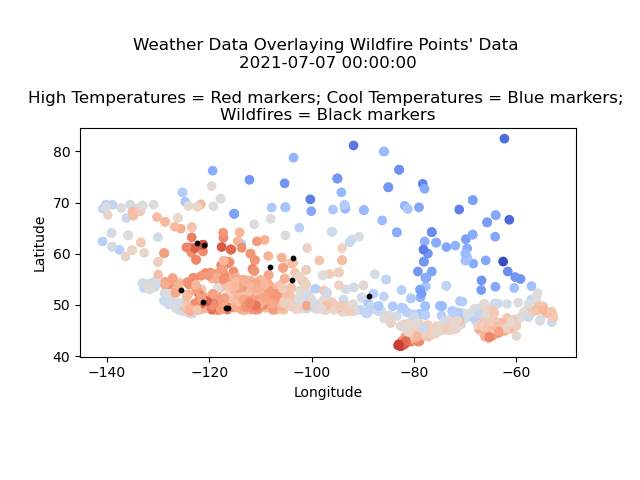 Weather Data Overlaying Wildfire Points' Data
2021-07-07 00:00:00
High Temperatures = Red markers; Cool Temperatures = Blue markers;
Wildfires = Black markers
80
70
60
50
40
Latitude
−140 −120 −100 −80 −60
Longitude